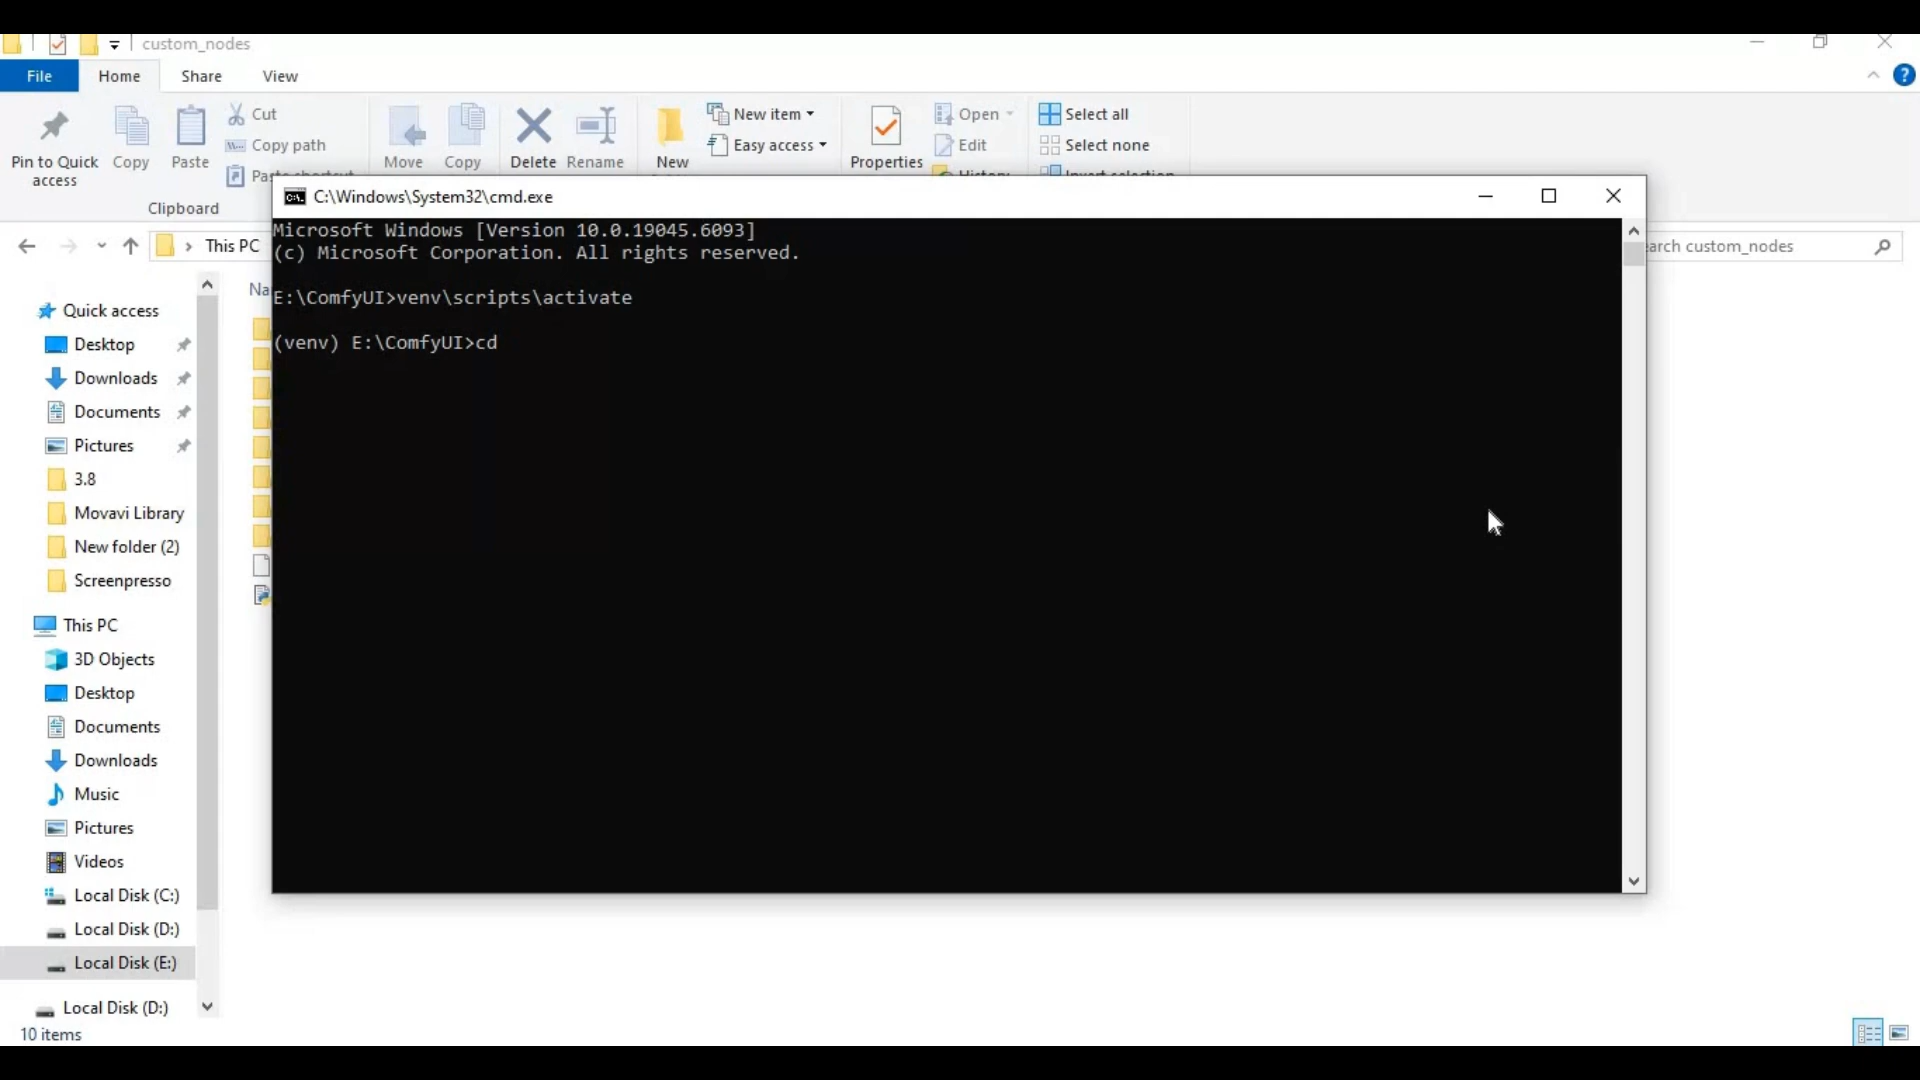 custom_nodes
File Home Share View
Pin to Quick access
Copy
Paste
Cut
Copy path
Clipboard
Move
Copy
Delete
Rename
New
New item
Easy access
Properties
Open
Edit
Select all
Select none
C:\Windows\System32\cmd.exe
This PC
custom_nodes
Microsoft Windows [Version 10.0.19045.6093]
(c) Microsoft Corporation. All rights reserved.
E:\ComfyUI>venv\scripts\activate
(venv) E:\ComfyUI>cd
Quick access
Desktop
Downloads
Documents
Pictures
3.8
Movavi Library
New folder (2)
Screenpresso
This PC
3D Objects
Desktop
Documents
Downloads
Music
Pictures
Videos
Local Disk (C:)
Local Disk (D:)
Local Disk (E:)
Local Disk (D:)
10 items